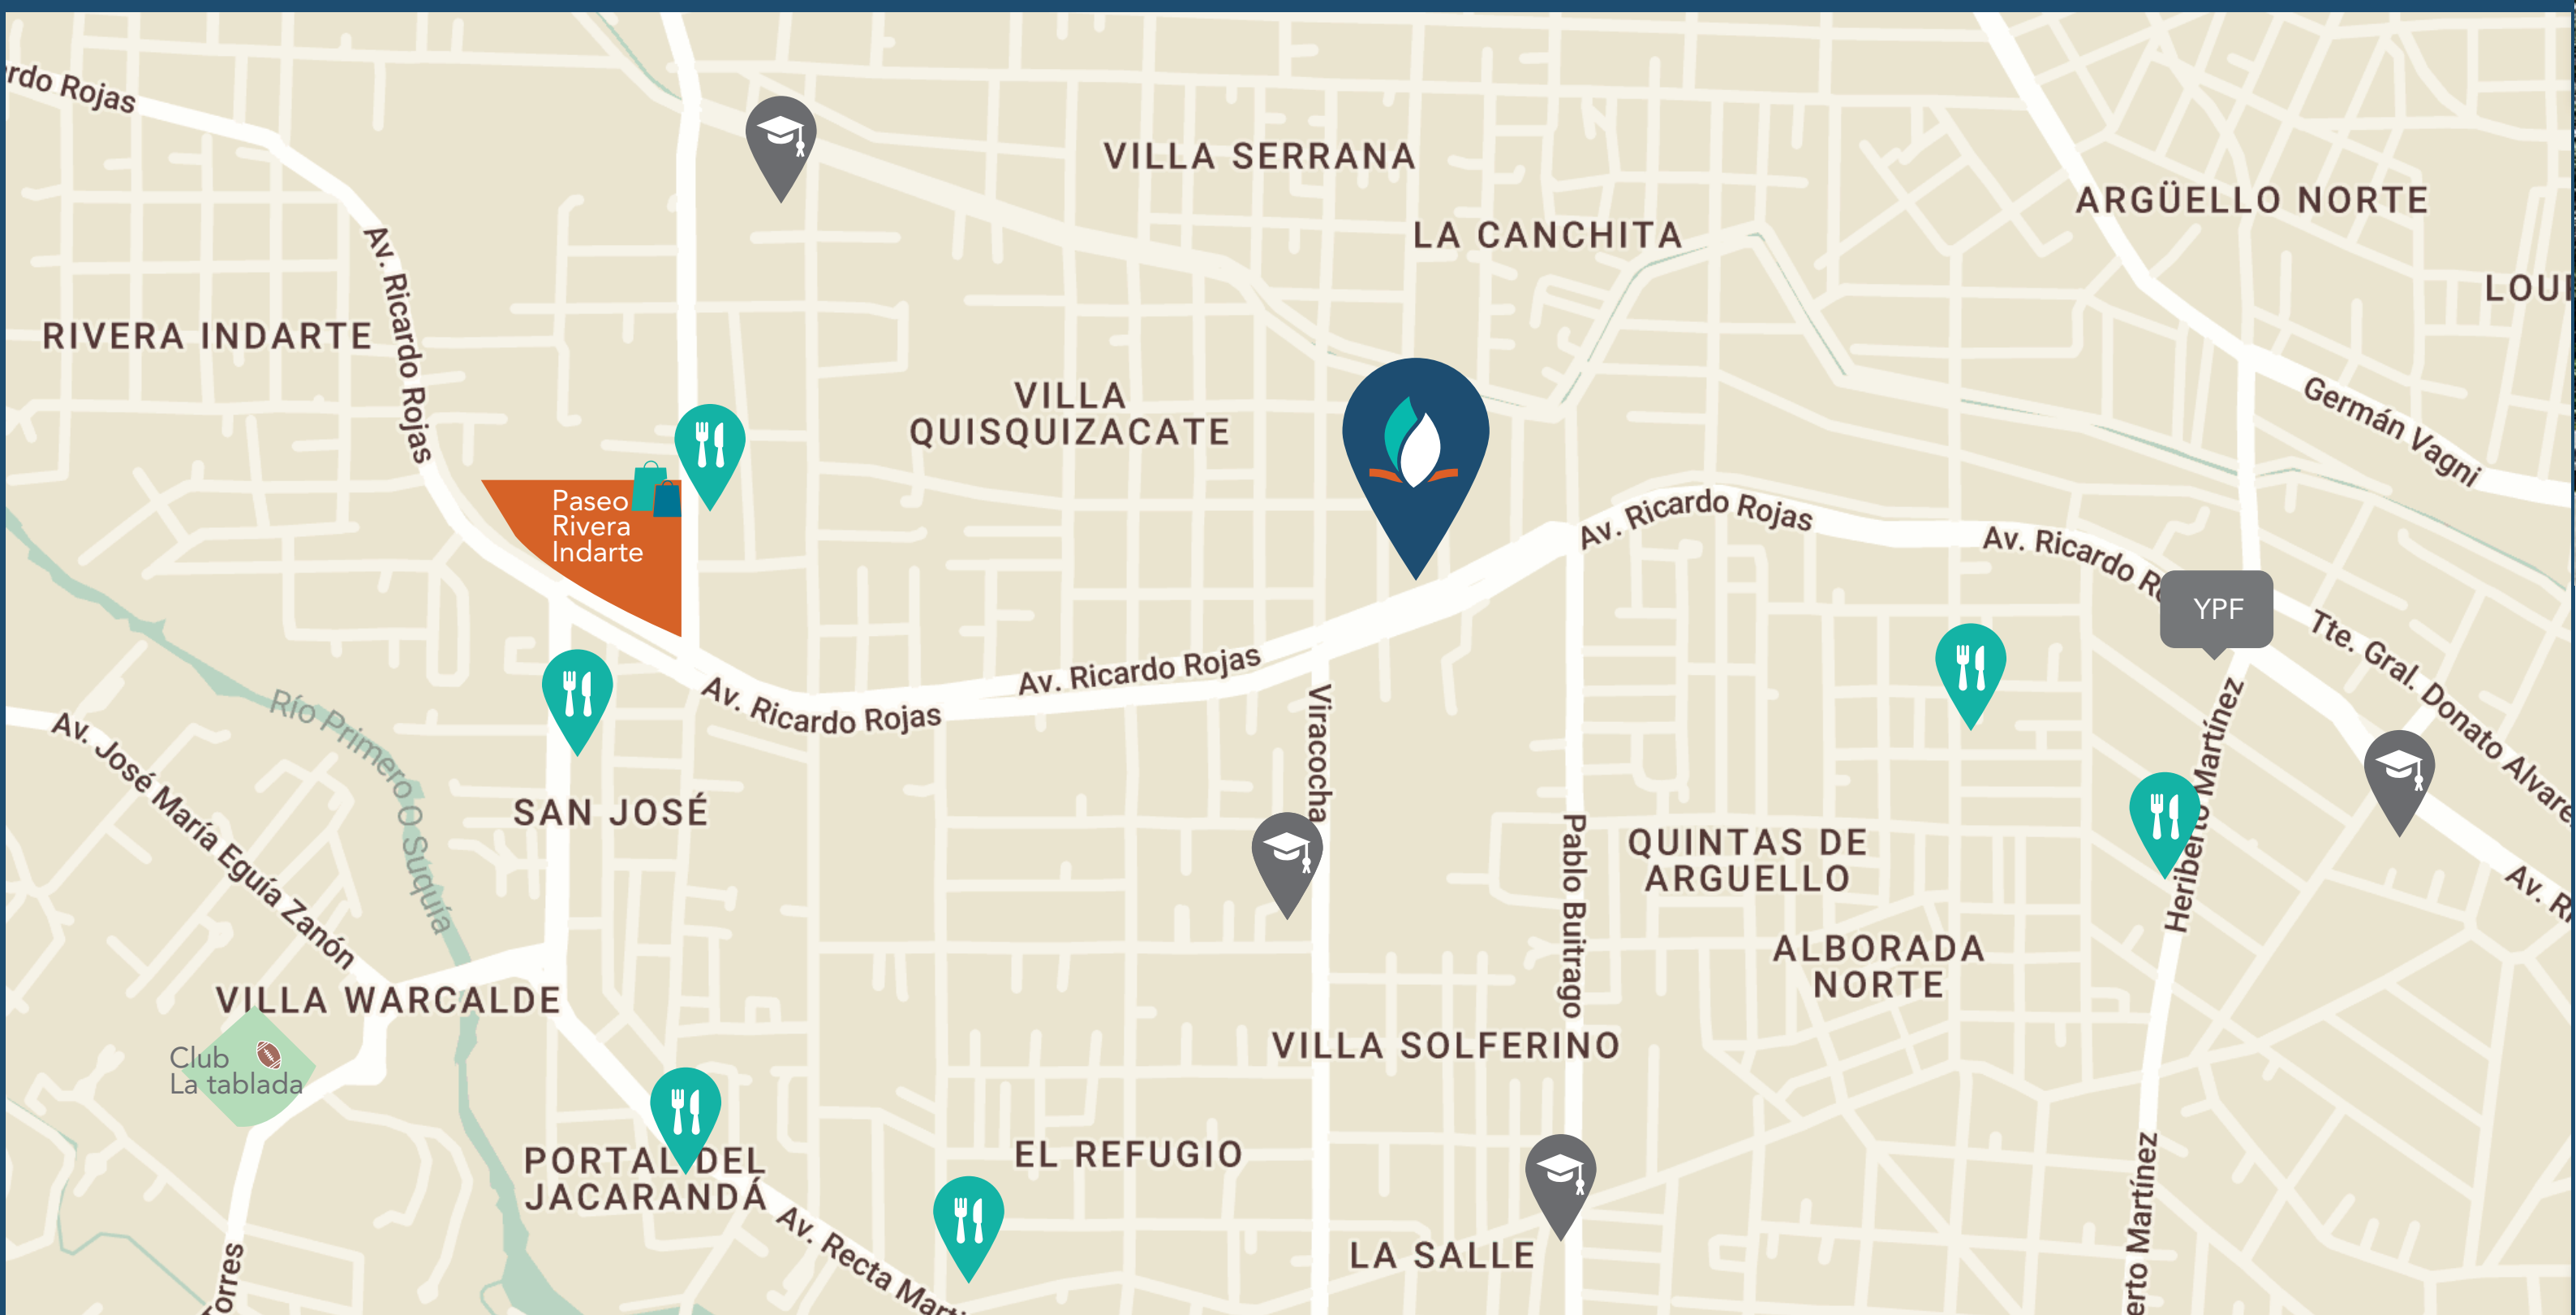 rdo Rojas
VILLA SERRANA
ARGÜELLO NORTE
LA CANCHITA
Av. Ricardo Rojas
RIVERA INDARTE
VILLA
QUISQUIZACATE
Germán Vagni
Paseo
Rivera
Indarte
Av. Ricardo Rojas
Av. Ricardo R
YPF
Tte. Gral. Donato Alvare
Av. Ricardo Rojas
Av. Ricardo Rojas
Río Primero O Suquía
Av. José María Eguía Zanón
Viracocha
Heriberto Martínez
SAN JOSÉ
Pablo Buitrago
QUINTAS DE
ARGUELLO
Av. Ri
ALBORADA
NORTE
VILLA WARCALDE
Club
La tablada
VILLA SOLFERINO
PORTAL DEL
JACARANDÁ
EL REFUGIO
Av. Recta Marti
LA SALLE
erto Martínez
orres